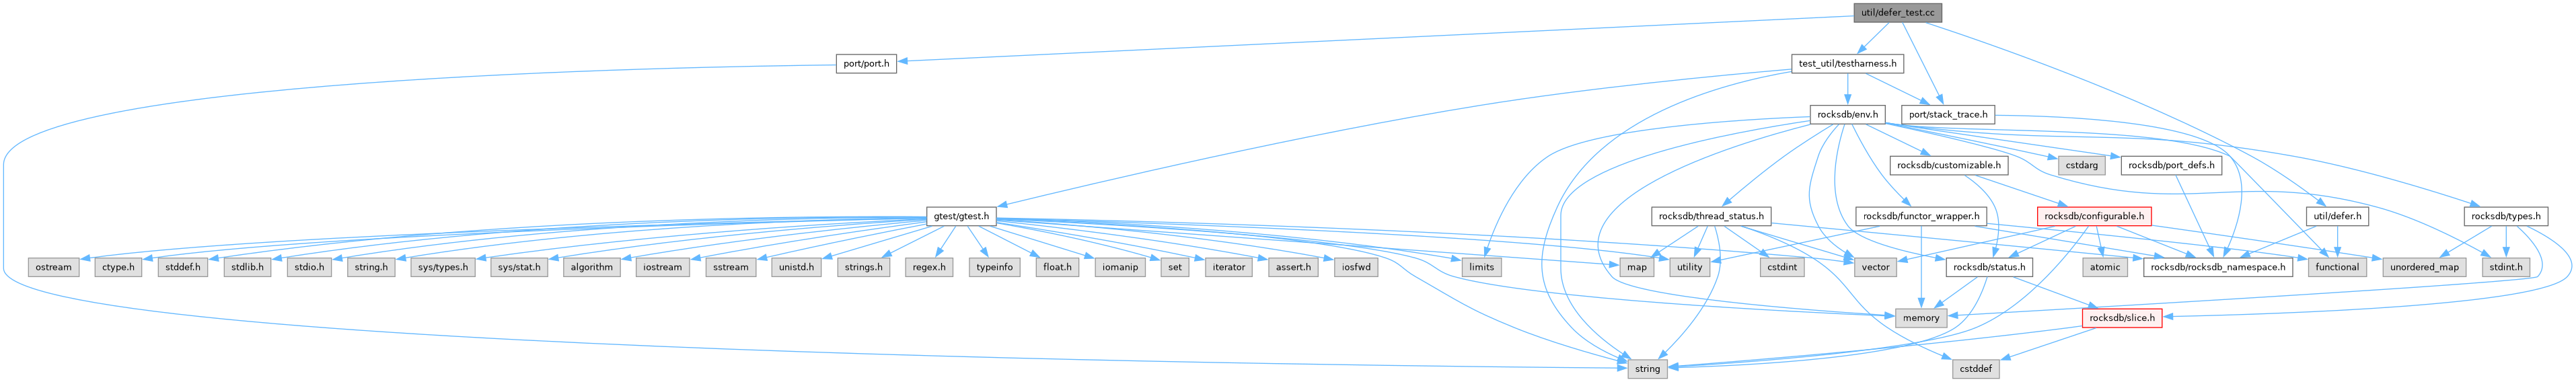 util/defer_test.cc
port/port.h
test_util/testharness.h
rocksdb/env.h
port/stack_trace.h
rocksdb/customizable.h
cstdarg
rocksdb/port_defs.h
gtest/gtest.h
rocksdb/thread_status.h
rocksdb/functor_wrapper.h
rocksdb/configurable.h
util/defer.h
rocksdb/types.h
ostream
ctype.h
stddef.h
stdlib.h
stdio.h
string.h
sys/types.h
sys/stat.h
algorithm
iostream
sstream
unistd.h
strings.h
regex.h
typeinfo
float.h
iomanip
set
iterator
assert.h
iosfwd
limits
map
utility
cstdint
vector
rocksdb/status.h
atomic
rocksdb/rocksdb_namespace.h
functional
unordered_map
stdint.h
memory
rocksdb/slice.h
string
cstddef